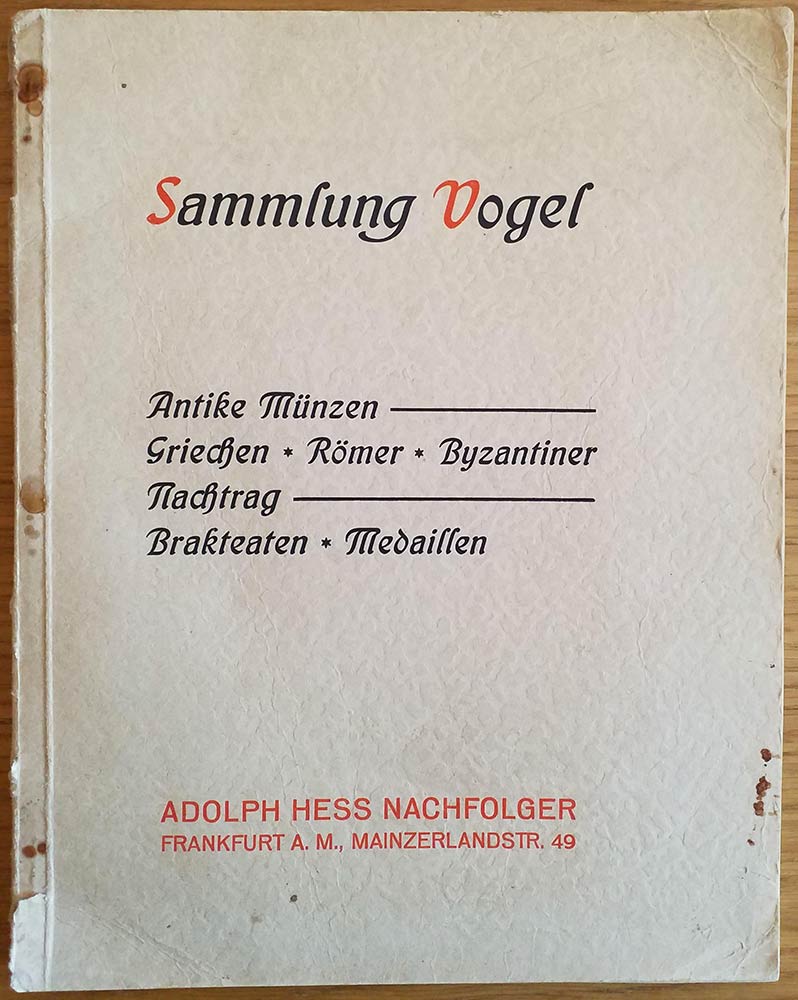 Sammlung Vogel
Antike Münzen
Griechen * Römer * Byzantiner
Nachtrag
Brakteaten * Medaillen
ADOLPH HESS NACHFOLGER
FRANKFURT A. M., MAINZERLANDSTR. 49